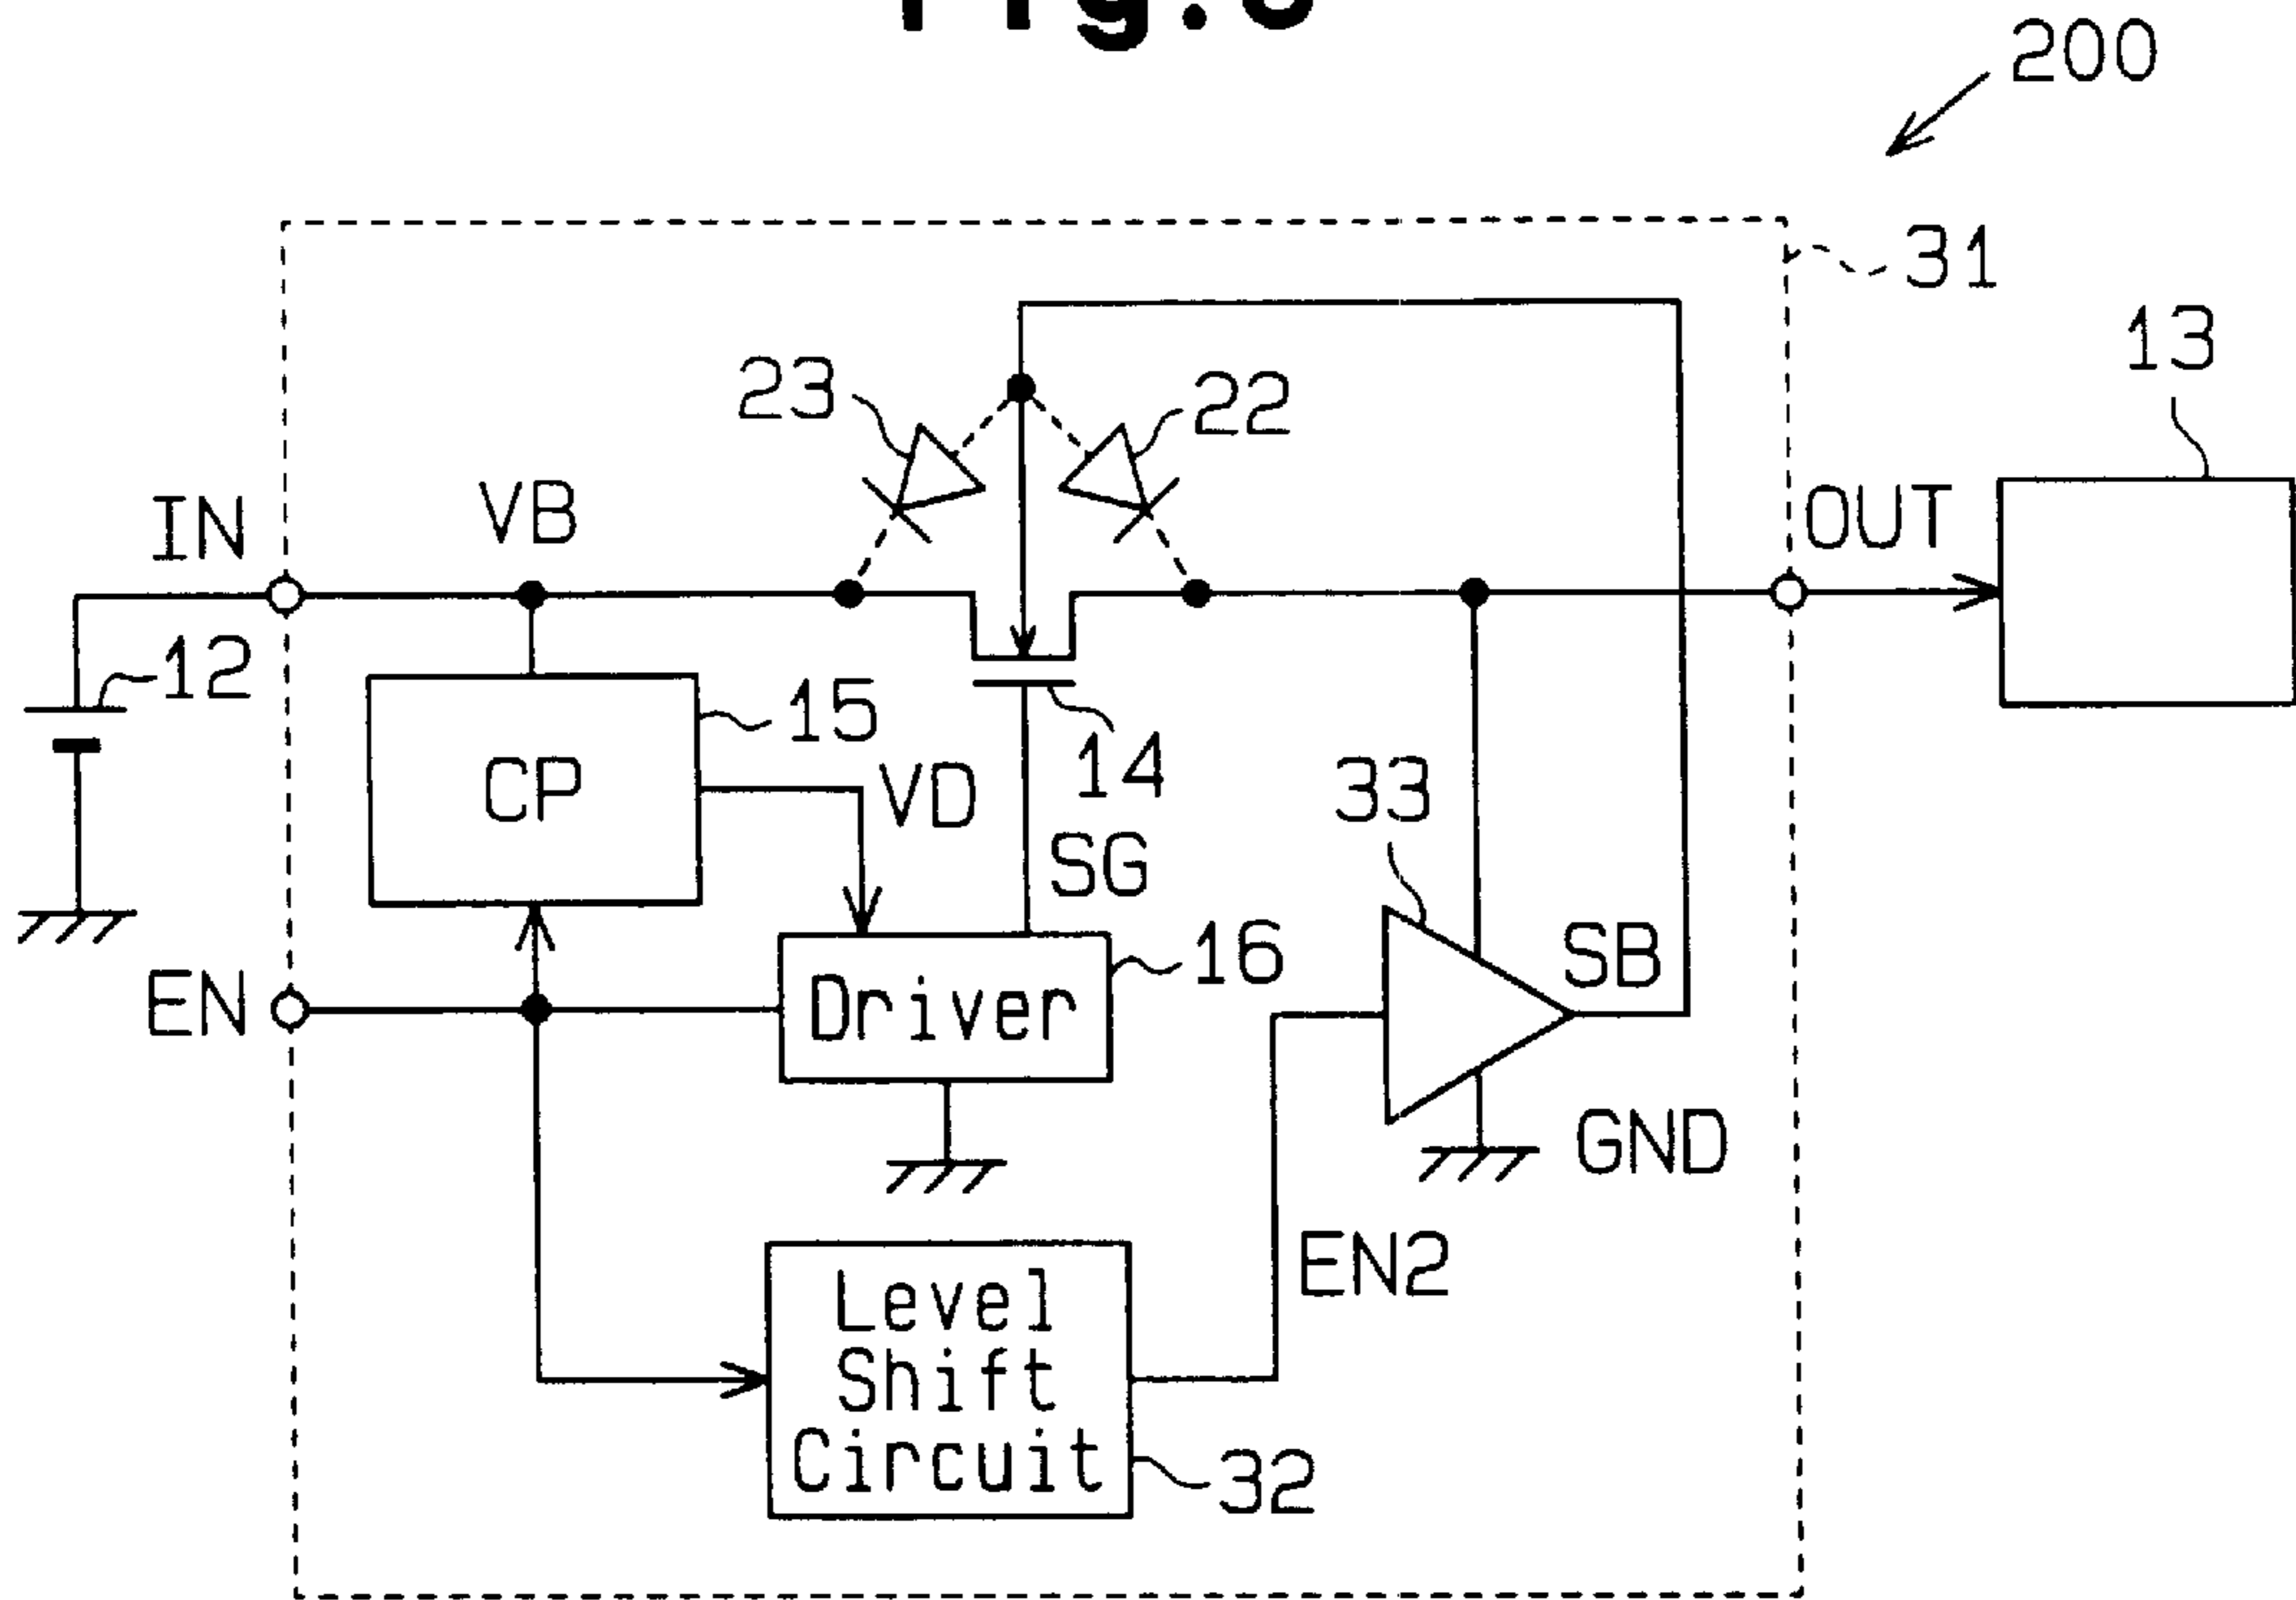 200
31
13
23
22
IN
VB
OUT
12
15
14
CP
VD
33
SG
SB
EN
Driver
16
GND
EN2
Level
Shift
Circuit
32